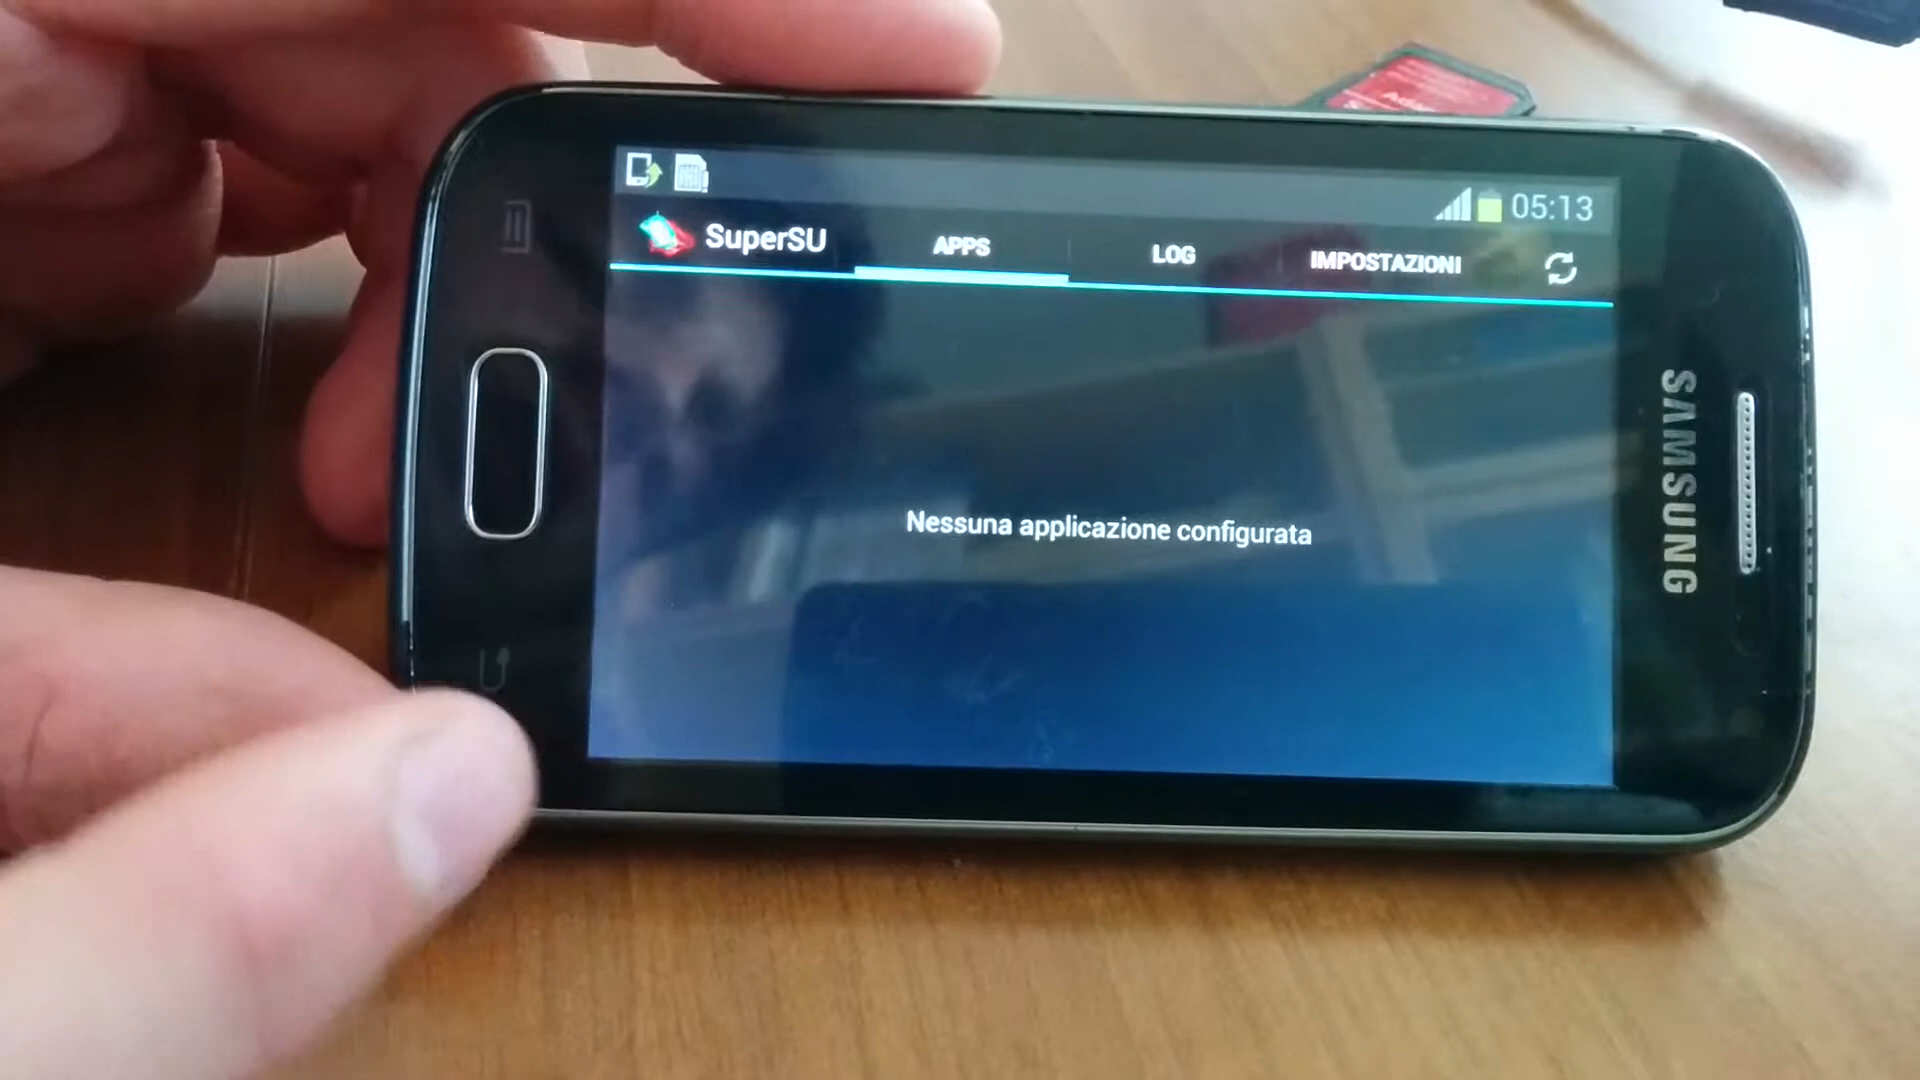 05:13
SuperSU APPS LOG IMPOSTAZIONI
Nessuna applicazione configurata
SAMSUNG